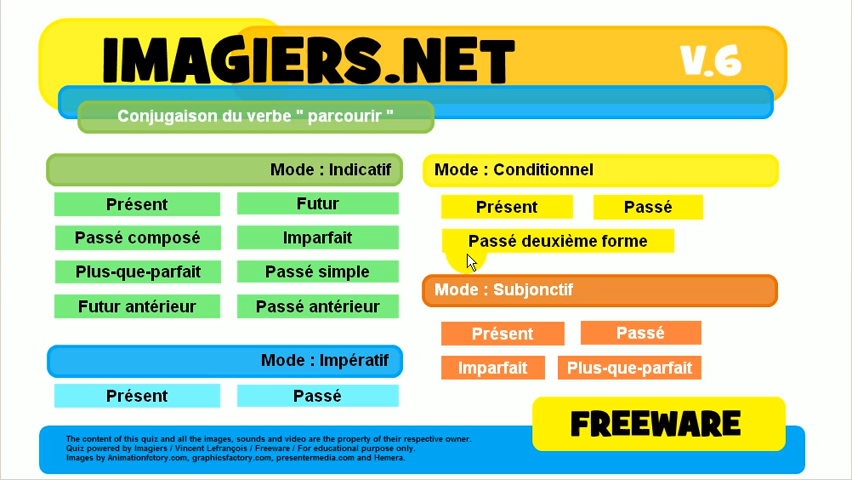 IMAGIERS.NET
V.6
Conjugaison du verbe " parcourir "
Mode : Indicatif
Présent
Futur
Passé composé
Imparfait
Plus-que-parfait
Passé simple
Futur antérieur
Passé antérieur
Mode : Impératif
Présent
Passé
Mode : Conditionnel
Présent
Passé
Passé deuxième forme
Mode : Subjonctif
Présent
Passé
Imparfait
Plus-que-parfait
FREEWARE
The content of this quiz and all the images, sounds and video are the property of their respective owner.
Quiz powered by Imagiers / Vincent Lefrançois / Freeware / For educational purpose only.
Images by Animationfctory.com, graphicsfactory.com, presentermedia.com and Hemera.